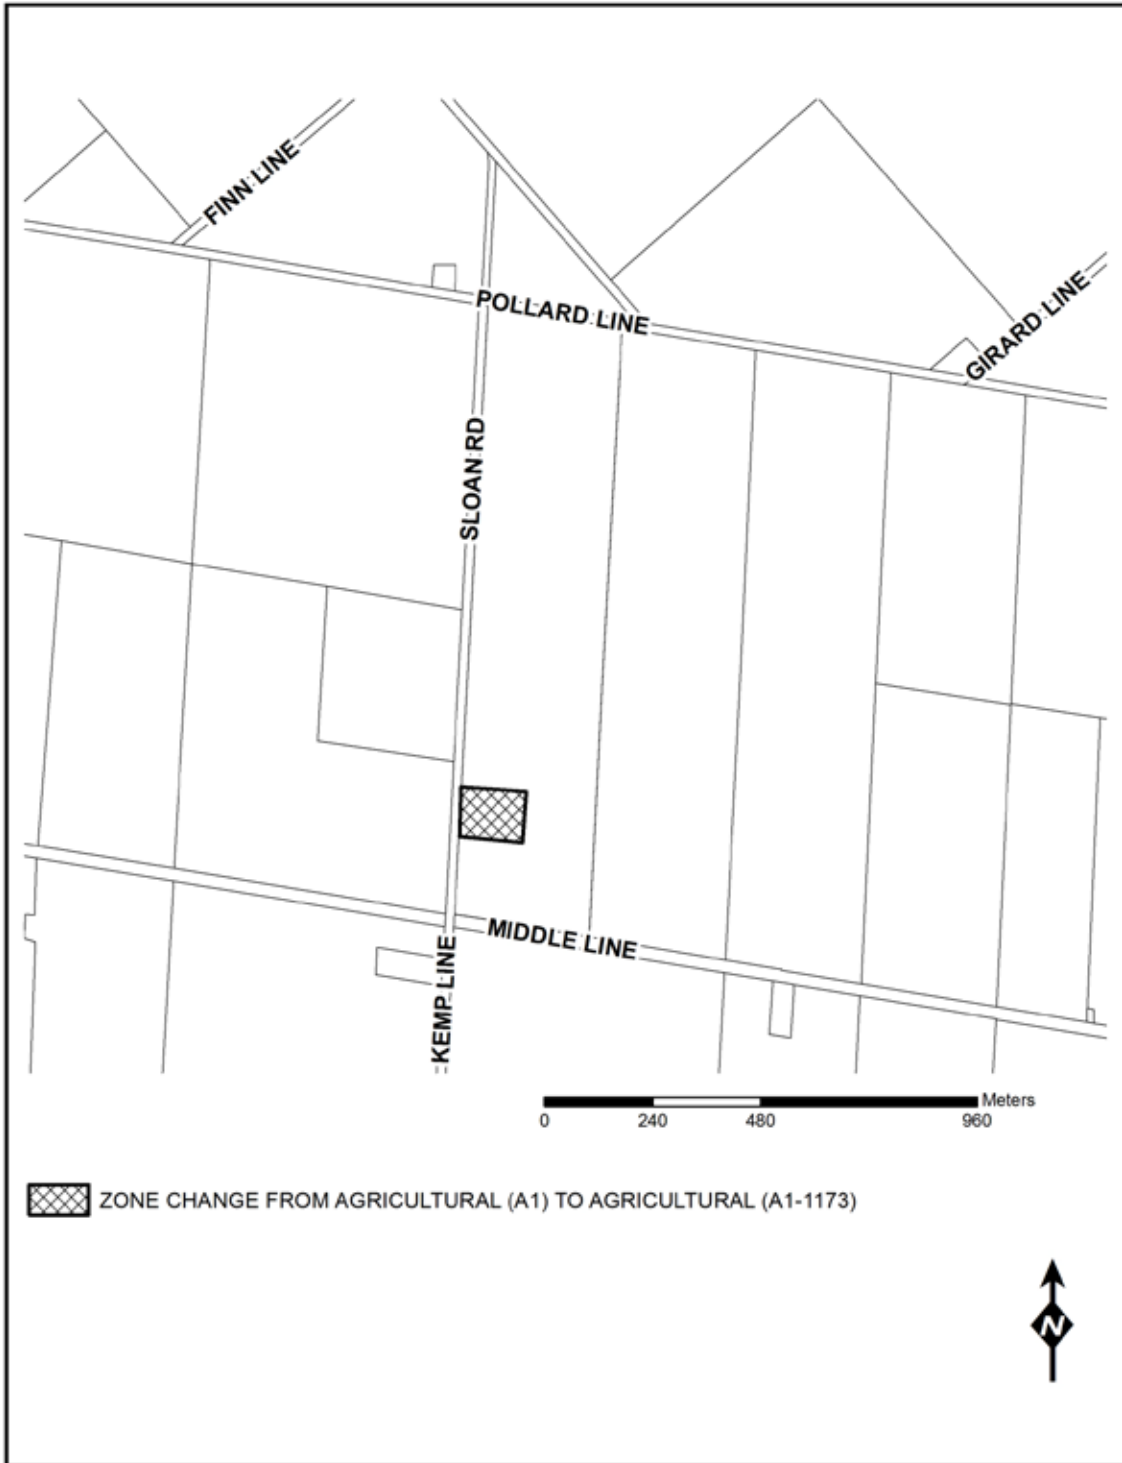 FINN LINE
POLLARD LINE
GIRARD LINE
SLOAN RD
MIDDLE LINE
KEMP LINE
Meters
0 240 480 960
ZONE CHANGE FROM AGRICULTURAL (A1) TO AGRICULTURAL (A1-1173)
N